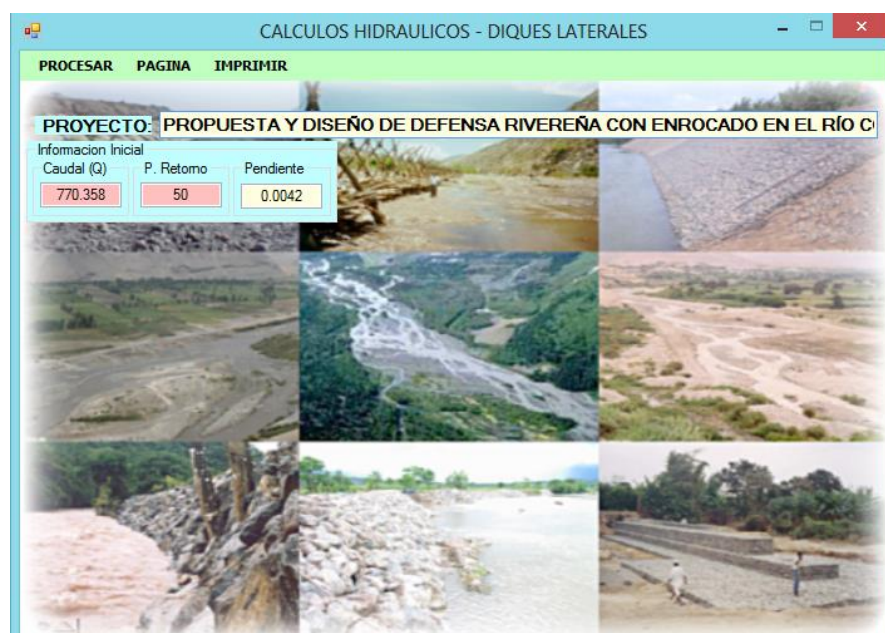 CALCULOS HIDRAULICOS - DIQUES LATERALES
PROCESAR PAGINA IMPRIMIR
PROYECTO: PROPUESTA Y DISEÑO DE DEFENSA RIVEREÑA CON ENROCADO EN EL RÍO
Informacion Inicial
Caudal (Q) P. Retorno Pendiente
770.358 50 0.0042